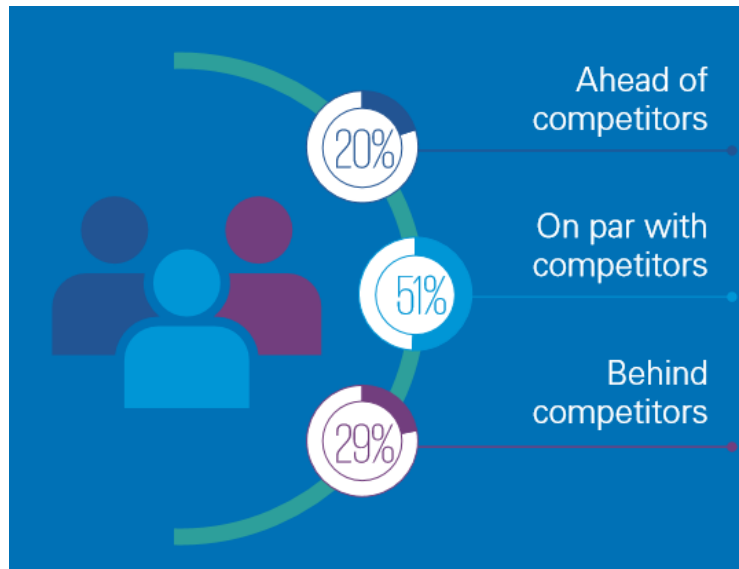 Ahead of
competitors
20%
On par with
competitors
51%
Behind
competitors
29%